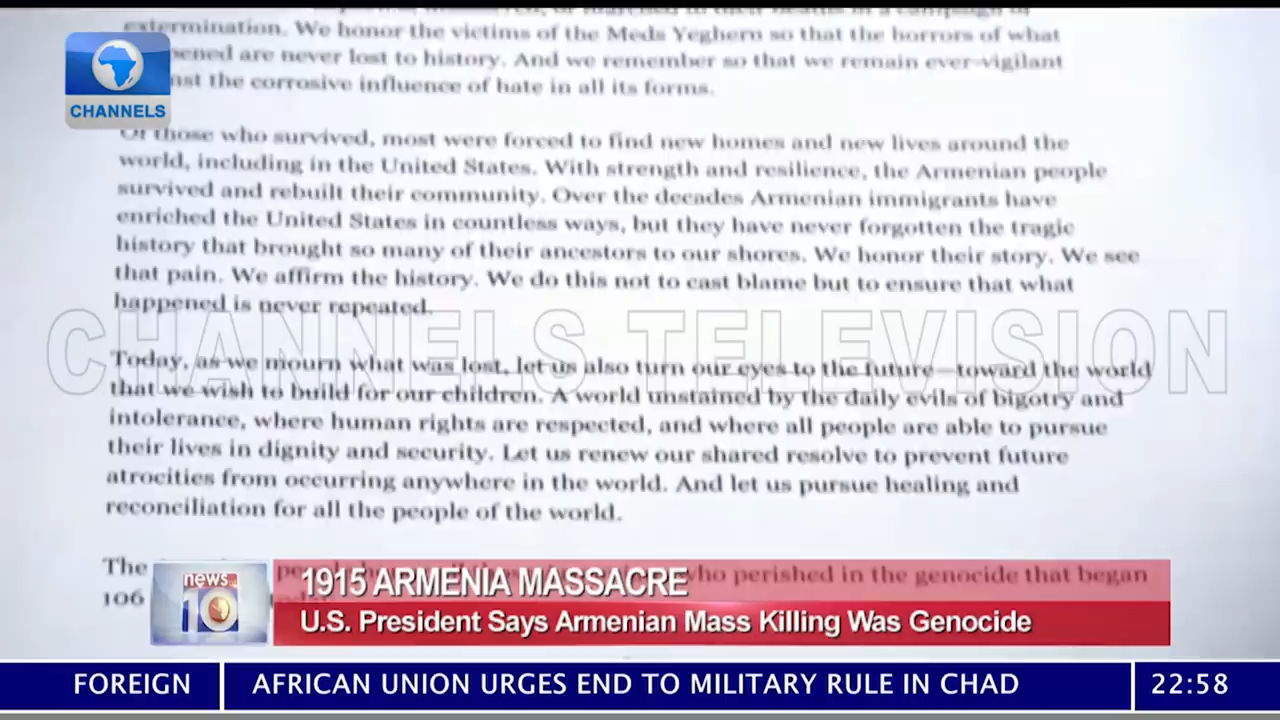 extermination. We honor the victims of the Meds Yeghern so that the horrors of what
are never lost to history. And we remember so that we remain ever-vigilant
the corrosive influence of hate in all its forms.
CHANNELS
Of those who survived, most were forced to find new homes and new lives around the
world, including in the United States. With strength and resilience, the Armenian people
survived and rebuilt their community. Over the decades Armenian immigrants have
enriched the United States in countless ways, but they have never forgotten the tragic
history that brought so many of their ancestors to our shores. We honor their story. We see
that pain. We affirm the history. We do this not to cast blame but to ensure that what
happened is never repeated.
CHANNELS TELEVISION
Today, as we mourn what was lost, let us also turn our eyes to the future—toward the world
that we wish to build for our children. A world unstained by the daily evils of bigotry and
intolerance, where human rights are respected, and where all people are able to pursue
their lives in dignity and security. Let us renew our shared resolve to prevent future
atrocities from occurring anywhere in the world. And let us pursue healing and
reconciliation for all the people of the world.
The who perished in the genocide that began
106
news
10
1915 ARMENIA MASSACRE
U.S. President Says Armenian Mass Killing Was Genocide
FOREIGN
AFRICAN UNION URGES END TO MILITARY RULE IN CHAD
22:58